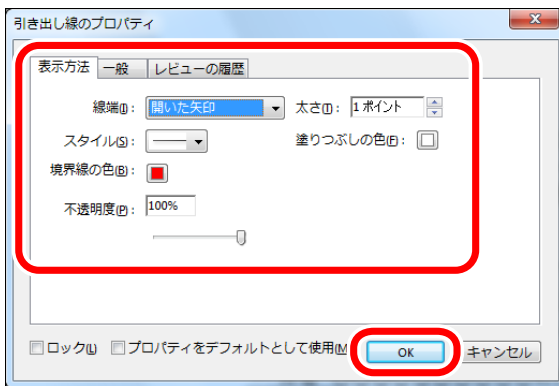 引き出し線のプロパティ
表示方法 一般 レビューの履歴
線端(I): 開いた矢印 太さ(T): 1 ポイント
スタイル(S): 塗りつぶしの色(F):
境界線の色(B):
不透明度(P): 100%
ロック(L) プロパティをデフォルトとして使用(M OK キャンセル